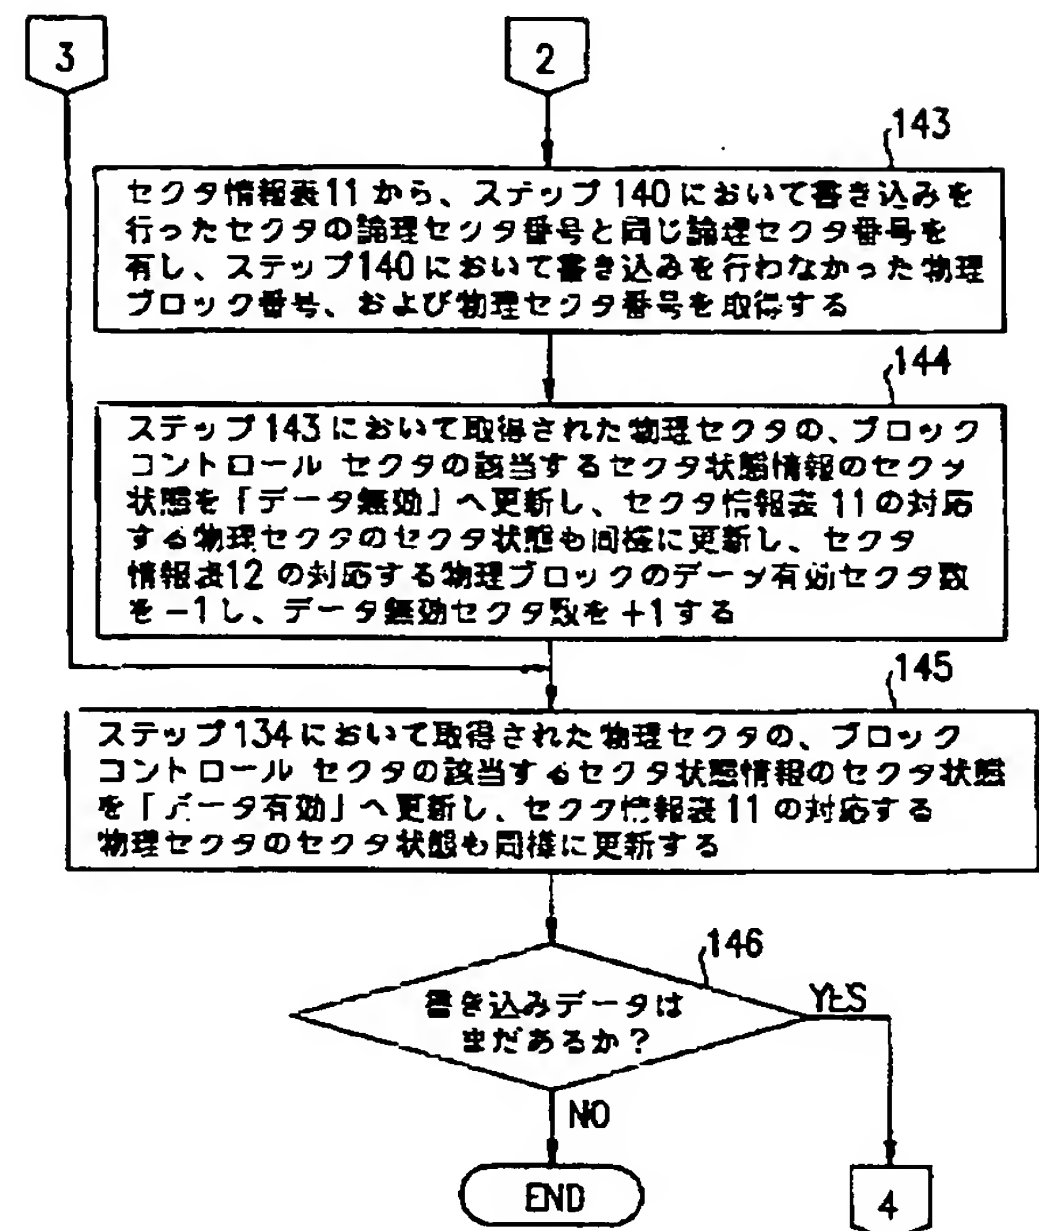 3
2
143
セクタ情報表11から、ステップ140において書き込みを
行ったセクタの論理セクタ番号と同じ論理セクタ番号を
有し、ステップ140において書き込みを行わなかった物理
ブロック番号、および物理セクタ番号を取得する
144
ステップ143において取得された物理セクタの、ブロック
コントロール セクタの該当するセクタ状態情報のセクタ
状態を「データ無効」へ更新し、セクタ情報表11の対応
する物理セクタのセクタ状態も同様に更新し、セクタ
情報表12の対応する物理ブロックのデータ有効セクタ数
を-1し、データ無効セクタ数を+1する
145
ステップ134において取得された物理セクタの、ブロック
コントロール セクタの該当するセクタ状態情報のセクタ状態
を「データ有効」へ更新し、セクタ情報表11の対応する
物理セクタのセクタ状態も同様に更新する
146
書き込みデータは
まだあるか?
YES
NO
END
4